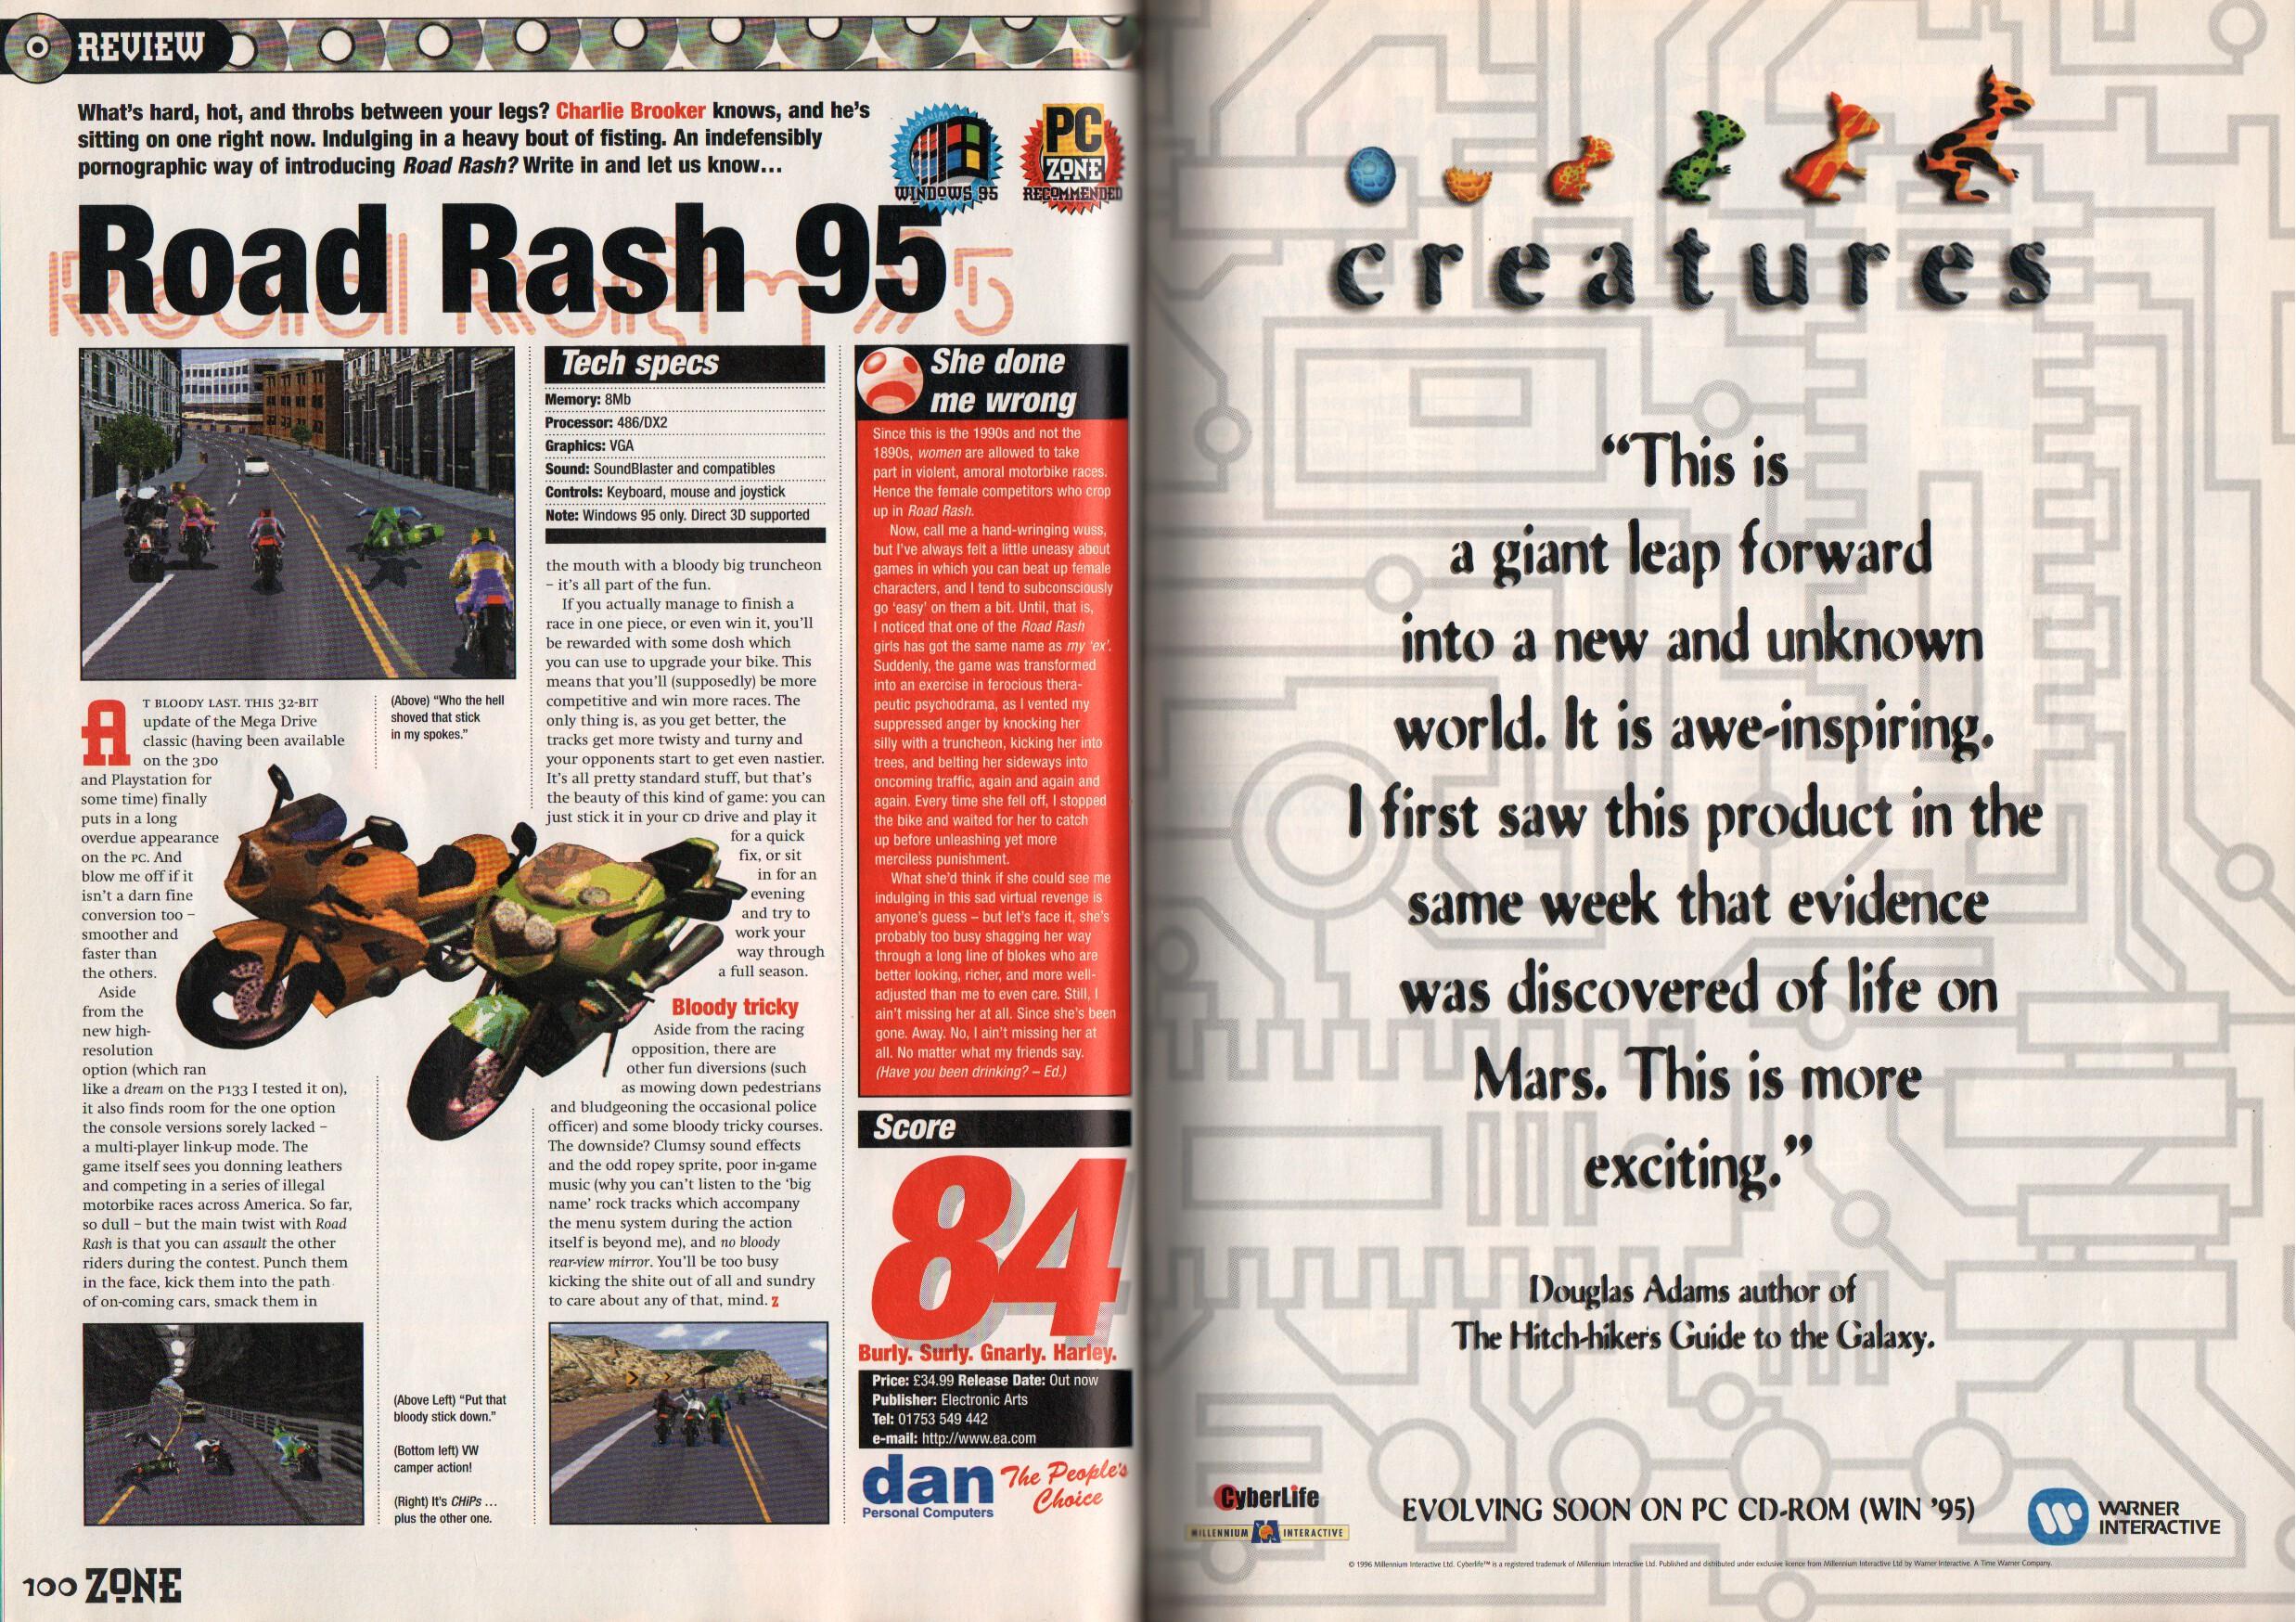 REVIEW
What's hard, hot, and throbs between your legs? Charlie Brooker knows, and he's
sitting on one right now. Indulging in a heavy bout of fisting. An indefensibly
pornographic way of introducing Road Rash? Write in and let us know...
WINDOWS 95
PC
ZONE
RECOMMENDED
Road Rash 95
Road Rash 95
(Above) "Who the hell
shoved that stick
in my spokes."
AT BLOODY LAST. THIS 32-BIT
update of the Mega Drive
classic (having been available
on the 3DO
and Playstation for
some time) finally
puts in a long
overdue appearance
on the PC. And
blow me off if it
isn't a darn fine
conversion too –
smoother and
faster than
the others.
Aside
from the
new high-
resolution
option (which ran
like a dream on the P133 I tested it on),
it also finds room for the one option
the console versions sorely lacked –
a multi-player link-up mode. The
game itself sees you donning leathers
and competing in a series of illegal
motorbike races across America. So far,
so dull – but the main twist with Road
Rash is that you can assault the other
riders during the contest. Punch them
in the face, kick them into the path
of on-coming cars, smack them in
(Above Left) "Put that
bloody stick down."
(Bottom left) VW
camper action!
(Right) It's CHiPs ...
plus the other one.
Tech specs
Memory: 8Mb
Processor: 486/DX2
Graphics: VGA
Sound: SoundBlaster and compatibles
Controls: Keyboard, mouse and joystick
Note: Windows 95 only. Direct 3D supported
the mouth with a bloody big truncheon
– it's all part of the fun.
If you actually manage to finish a
race in one piece, or even win it, you'll
be rewarded with some dosh which
you can use to upgrade your bike. This
means that you'll (supposedly) be more
competitive and win more races. The
only thing is, as you get better, the
tracks get more twisty and turny and
your opponents start to get even nastier.
It's all pretty standard stuff, but that's
the beauty of this kind of game: you can
just stick it in your CD drive and play it
for a quick
fix, or sit
in for an
evening
and try to
work your
way through
a full season.
Bloody tricky
Aside from the racing
opposition, there are
other fun diversions (such
as mowing down pedestrians
and bludgeoning the occasional police
officer) and some bloody tricky courses.
The downside? Clumsy sound effects
and the odd ropey sprite, poor in-game
music (why you can't listen to the 'big
name' rock tracks which accompany
the menu system during the action
itself is beyond me), and no bloody
rear-view mirror. You'll be too busy
kicking the shite out of all and sundry
to care about any of that, mind. Z
She done
me wrong
Since this is the 1990s and not the
1890s, women are allowed to take
part in violent, amoral motorbike races.
Hence the female competitors who crop
up in Road Rash.
Now, call me a hand-wringing wuss,
but I've always felt a little uneasy about
games in which you can beat up female
characters, and I tend to subconsciously
go 'easy' on them a bit. Until, that is,
I noticed that one of the Road Rash
girls has got the same name as my 'ex'.
Suddenly, the game was transformed
into an exercise in ferocious thera-
peutic psychodrama, as I vented my
suppressed anger by knocking her
silly with a truncheon, kicking her into
trees, and belting her sideways into
oncoming traffic, again and again and
again. Every time she fell off, I stopped
the bike and waited for her to catch
up before unleashing yet more
merciless punishment.
What she'd think if she could see me
indulging in this sad virtual revenge is
anyone's guess – but let's face it, she's
probably too busy shagging her way
through a long line of blokes who are
better looking, richer, and more well-
adjusted than me to even care. Still, I
ain't missing her at all. Since she's been
gone. Away. No, I ain't missing her at
all. No matter what my friends say.
(Have you been drinking? – Ed.)
Score
84
Burly. Surly. Gnarly. Harley.
Price: £34.99 Release Date: Out now
Publisher: Electronic Arts
Tel: 01753 549 442
e-mail: http://www.ea.com
dan
Personal Computers
The People's
Choice
100 ZONE
creatures
"This is
a giant leap forward
into a new and unknown
world. It is awe-inspiring.
I first saw this product in the
same week that evidence
was discovered of life on
Mars. This is more
exciting."
Douglas Adams author of
The Hitch-hiker's Guide to the Galaxy.
CyberLife
MILLENNIUM INTERACTIVE
EVOLVING SOON ON PC CD-ROM (WIN '95)
WARNER
INTERACTIVE
© 1996 Millennium Interactive Ltd. Cyberlife™ is a registered trademark of Millennium Interactive Ltd. Published and distributed under exclusive licence from Millennium Interactive Ltd by Warner Interactive. A Time Warner Company.